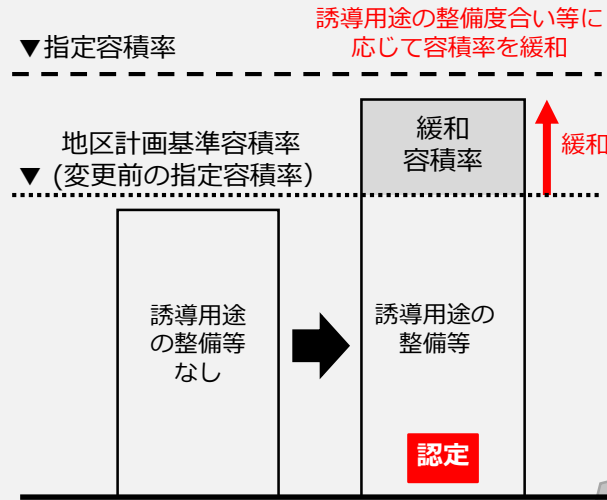 誘導用途の整備度合い等に
応じて容積率を緩和
▼指定容積率
地区計画基準容積率
▼ (変更前の指定容積率）
緩和
容積率
緩和
誘導用途
の整備等
なし
誘導用途の
整備等
認定